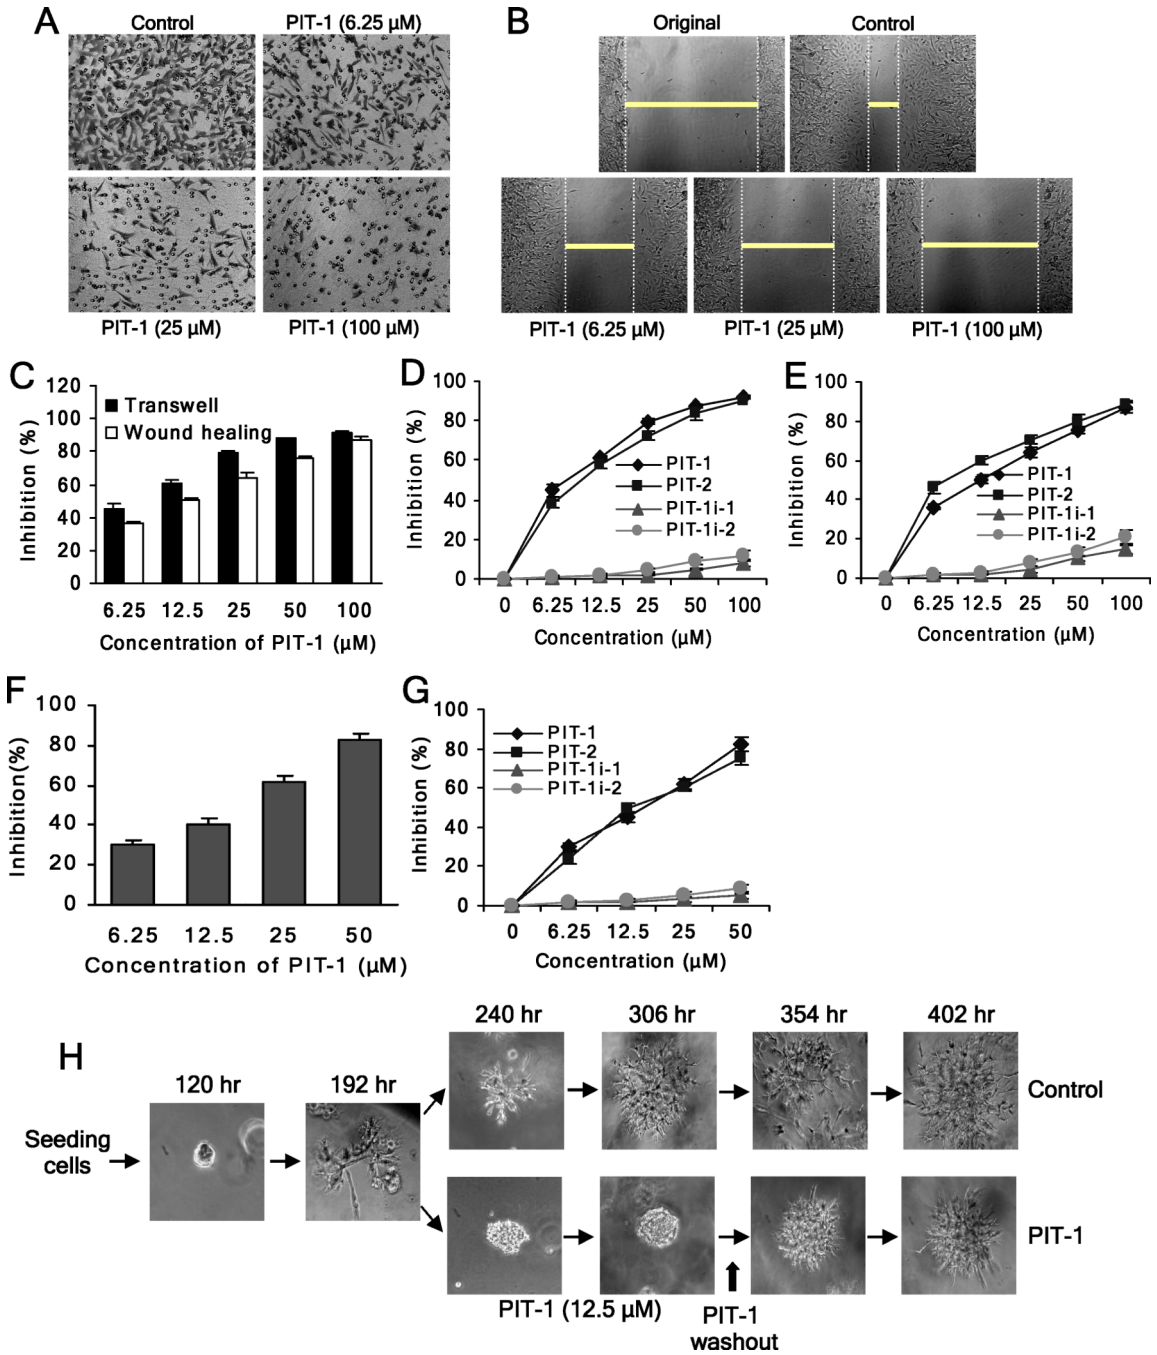 A
Control
PIT-1 (6.25 µM)
PIT-1 (25 µM)
PIT-1 (100 µM)
B
Original
Control
PIT-1 (6.25 µM)
PIT-1 (25 µM)
PIT-1 (100 µM)
C
Inhibition (%)
120
100
80
60
40
20
0
Transwell
Wound healing
6.25 12.5 25 50 100
Concentration of PIT-1 (µM)
D
Inhibition (%)
100
80
60
40
20
0
PIT-1
PIT-2
PIT-1i-1
PIT-1i-2
0 6.25 12.5 25 50 100
Concentration (µM)
E
Inhibition (%)
100
80
60
40
20
0
PIT-1
PIT-2
PIT-1i-1
PIT-1i-2
0 6.25 12.5 25 50 100
Concentration (µM)
F
Inhibition(%)
100
80
60
40
20
0
6.25 12.5 25 50
Concentration of PIT-1 (µM)
G
Inhibition (%)
100
80
60
40
20
0
PIT-1
PIT-2
PIT-1i-1
PIT-1i-2
0 6.25 12.5 25 50
Concentration (µM)
H
Seeding
cells
120 hr
192 hr
240 hr
306 hr
354 hr
402 hr
Control
PIT-1
PIT-1 (12.5 µM)
PIT-1
washout